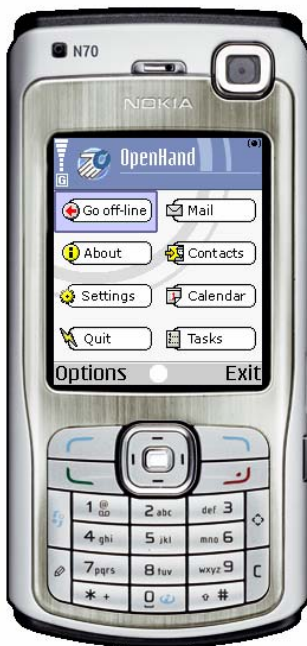 N70
NOKIA
G
OpenHand
Go off-line
Mail
About
Contacts
Settings
Calendar
Quit
Tasks
Options Exit
1
2 abc
def 3
4 ghi
5 jkl
mno 6
7 pqrs
8 tuv
wxyz 9
C
* +
0
#